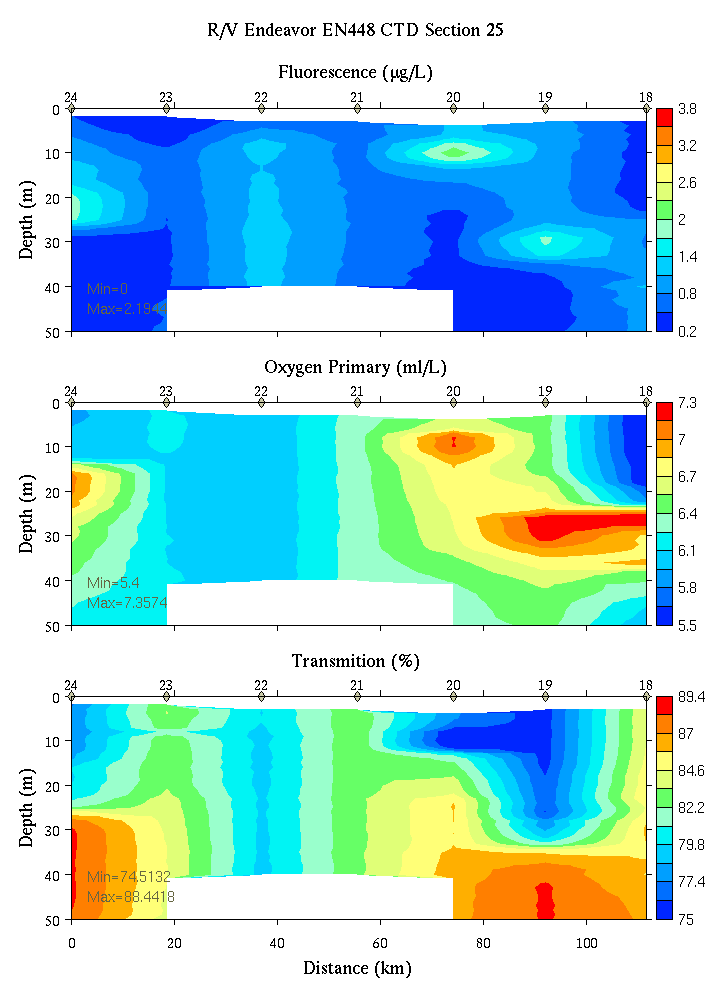 R/V Endeavor EN448 CTD Section 25
Fluorescence (µg/L)
24 23 22 21 20 19 18
0
10
20
30
40
50
Depth (m)
Min=0
Max=2.1944
3.8
3.2
2.6
2
1.4
0.8
0.2
Oxygen Primary (ml/L)
24 23 22 21 20 19 18
0
10
20
30
40
50
Depth (m)
Min=5.4
Max=7.3574
7.3
7
6.7
6.4
6.1
5.8
5.5
Transmition (%)
24 23 22 21 20 19 18
0
10
20
30
40
50
Depth (m)
Min=74.5132
Max=88.4418
89.4
87
84.6
82.2
79.8
77.4
75
0 20 40 60 80 100
Distance (km)